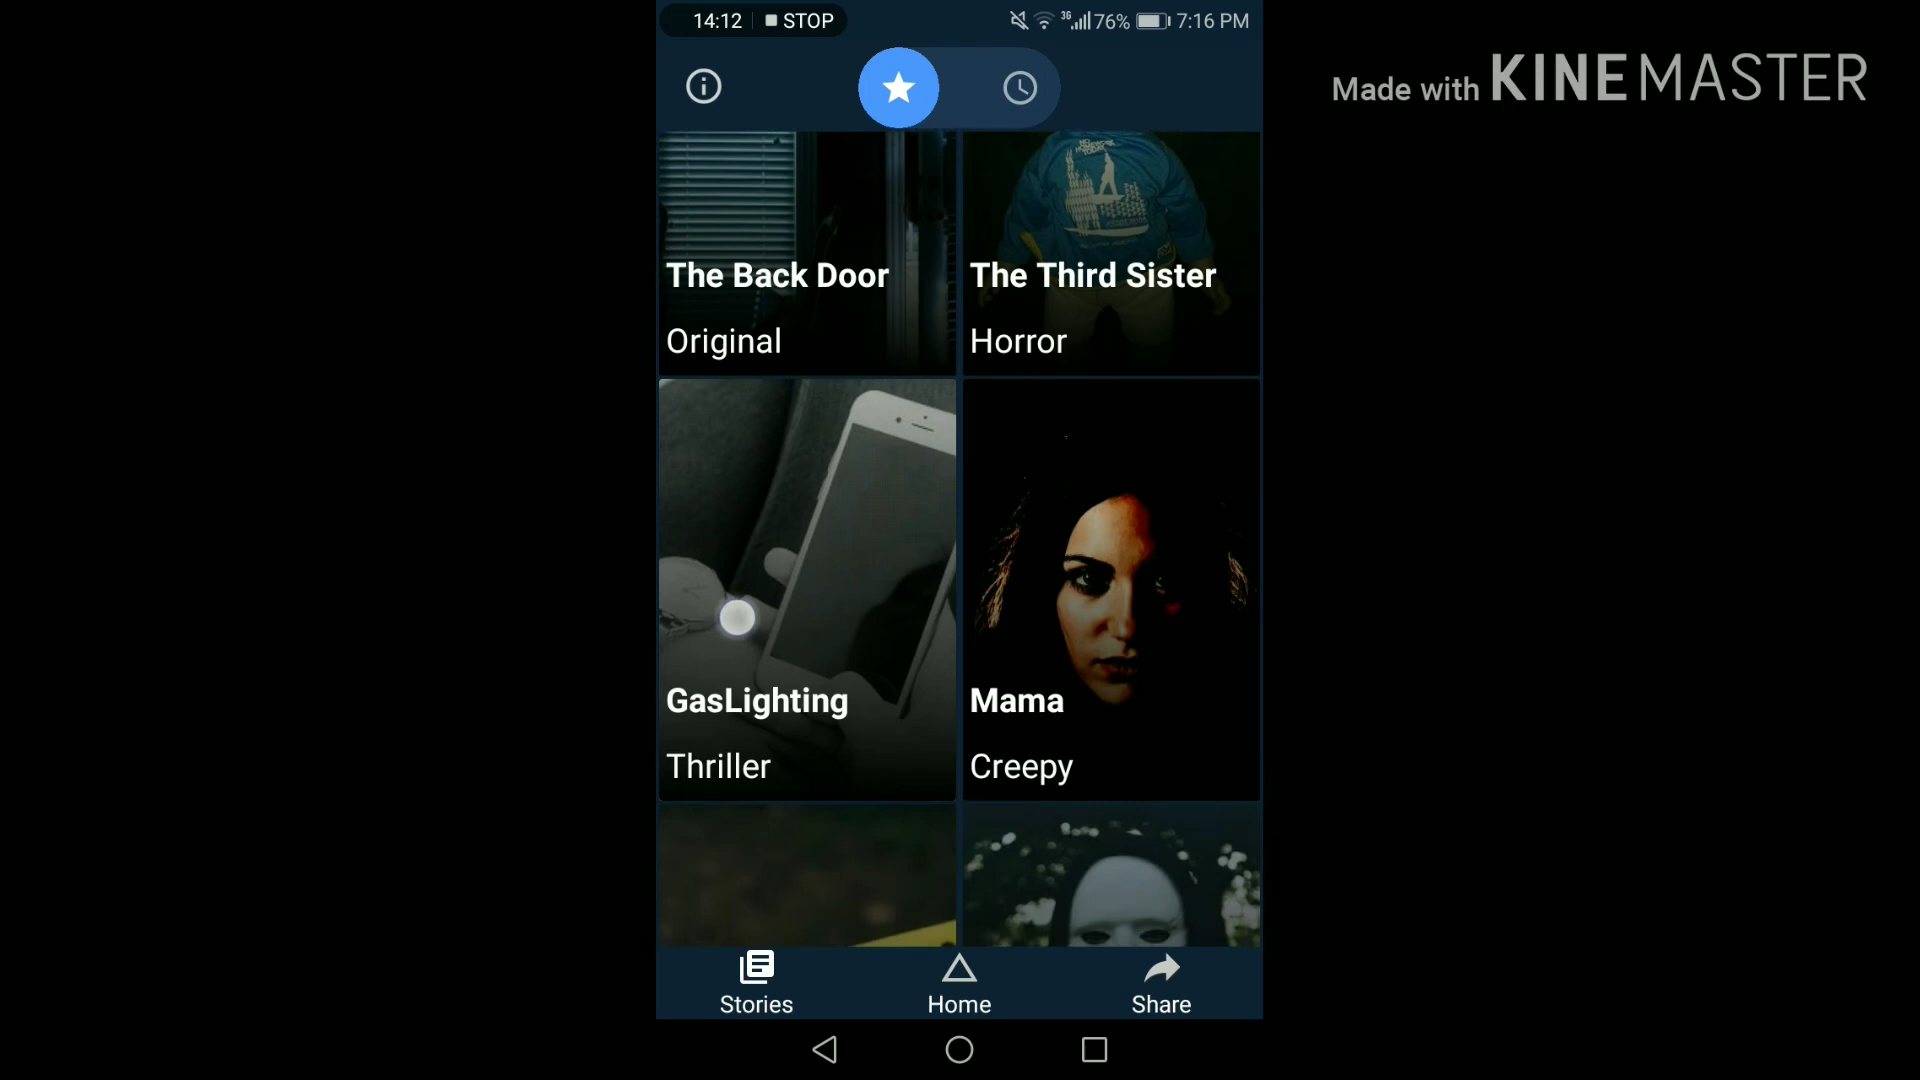 14:12 STOP 3G 76% 7:16 PM
Made with KINEMASTER
The Back Door
Original
The Third Sister
Horror
GasLighting
Thriller
Mama
Creepy
Stories
Home
Share